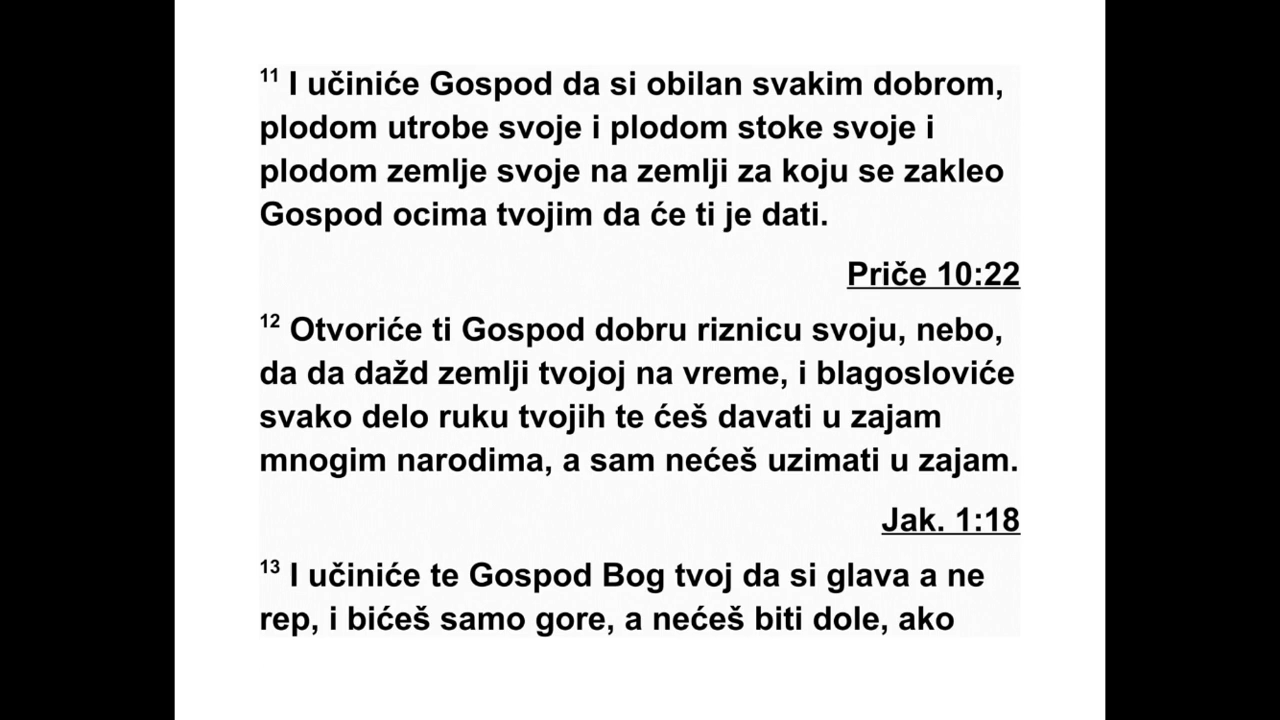 11 I učiniće Gospod da si obilan svakim dobrom,
plodom utrobe svoje i plodom stoke svoje i
plodom zemlje svoje na zemlji za koju se zakleo
Gospod ocima tvojim da će ti je dati.
Priče 10:22
12 Otvoriće ti Gospod dobru riznicu svoju, nebo,
da da dažd zemlji tvojoj na vreme, i blagosloviće
svako delo ruku tvojih te ćeš davati u zajam
mnogim narodima, a sam nećeš uzimati u zajam.
Jak. 1:18
13 I učiniće te Gospod Bog tvoj da si glava a ne
rep, i bićeš samo gore, a nećeš biti dole, ako